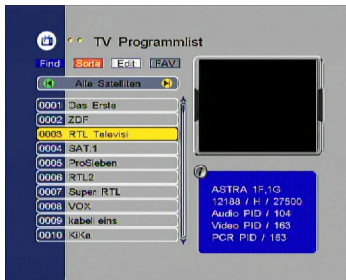 TV Programmlist
Find Sorte Edit FAV
Alle Satelliten
0001 Das Erste
0002 ZDF
0003 RTL Televisi
0004 SAT.1
0005 ProSieben
0006 RTL2
0007 Super RTL
0008 VOX
0009 kabel eins
0010 KiKa
ASTRA 1F,1G
12188 / H / 27500
Audio PID / 104
Video PID / 163
PCR PID / 163